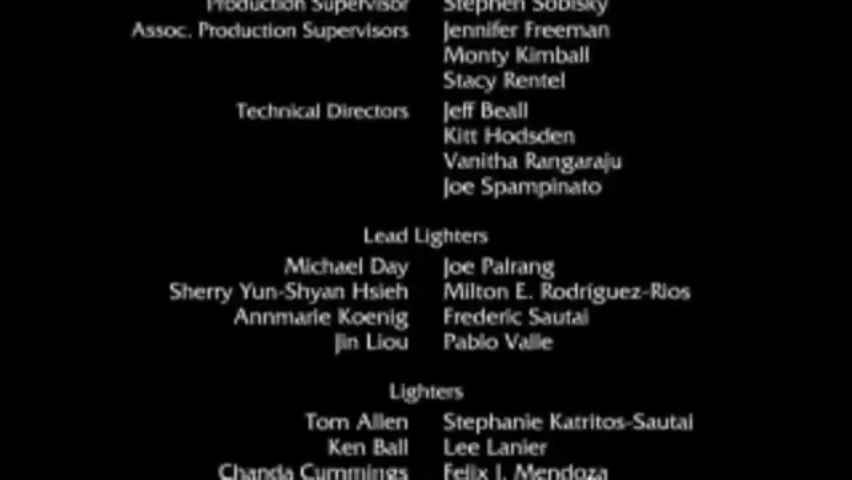 Production Supervisor Stephen Sobisky
Assoc. Production Supervisors Jennifer Freeman
Monty Kimball
Stacy Rentel
Technical Directors Jeff Beall
Kitt Hodsden
Vanitha Rangaraju
Joe Spampinato
Lead Lighters
Michael Day Joe Palrang
Sherry Yun-Shyan Hsieh Milton E. Rodríguez-Rios
Annmarie Koenig Frederic Sautai
Jin Liou Pablo Valle
Lighters
Tom Allen Stephanie Katritos-Sautai
Ken Ball Lee Lanier
Chanda Cummings Felix J. Mendoza